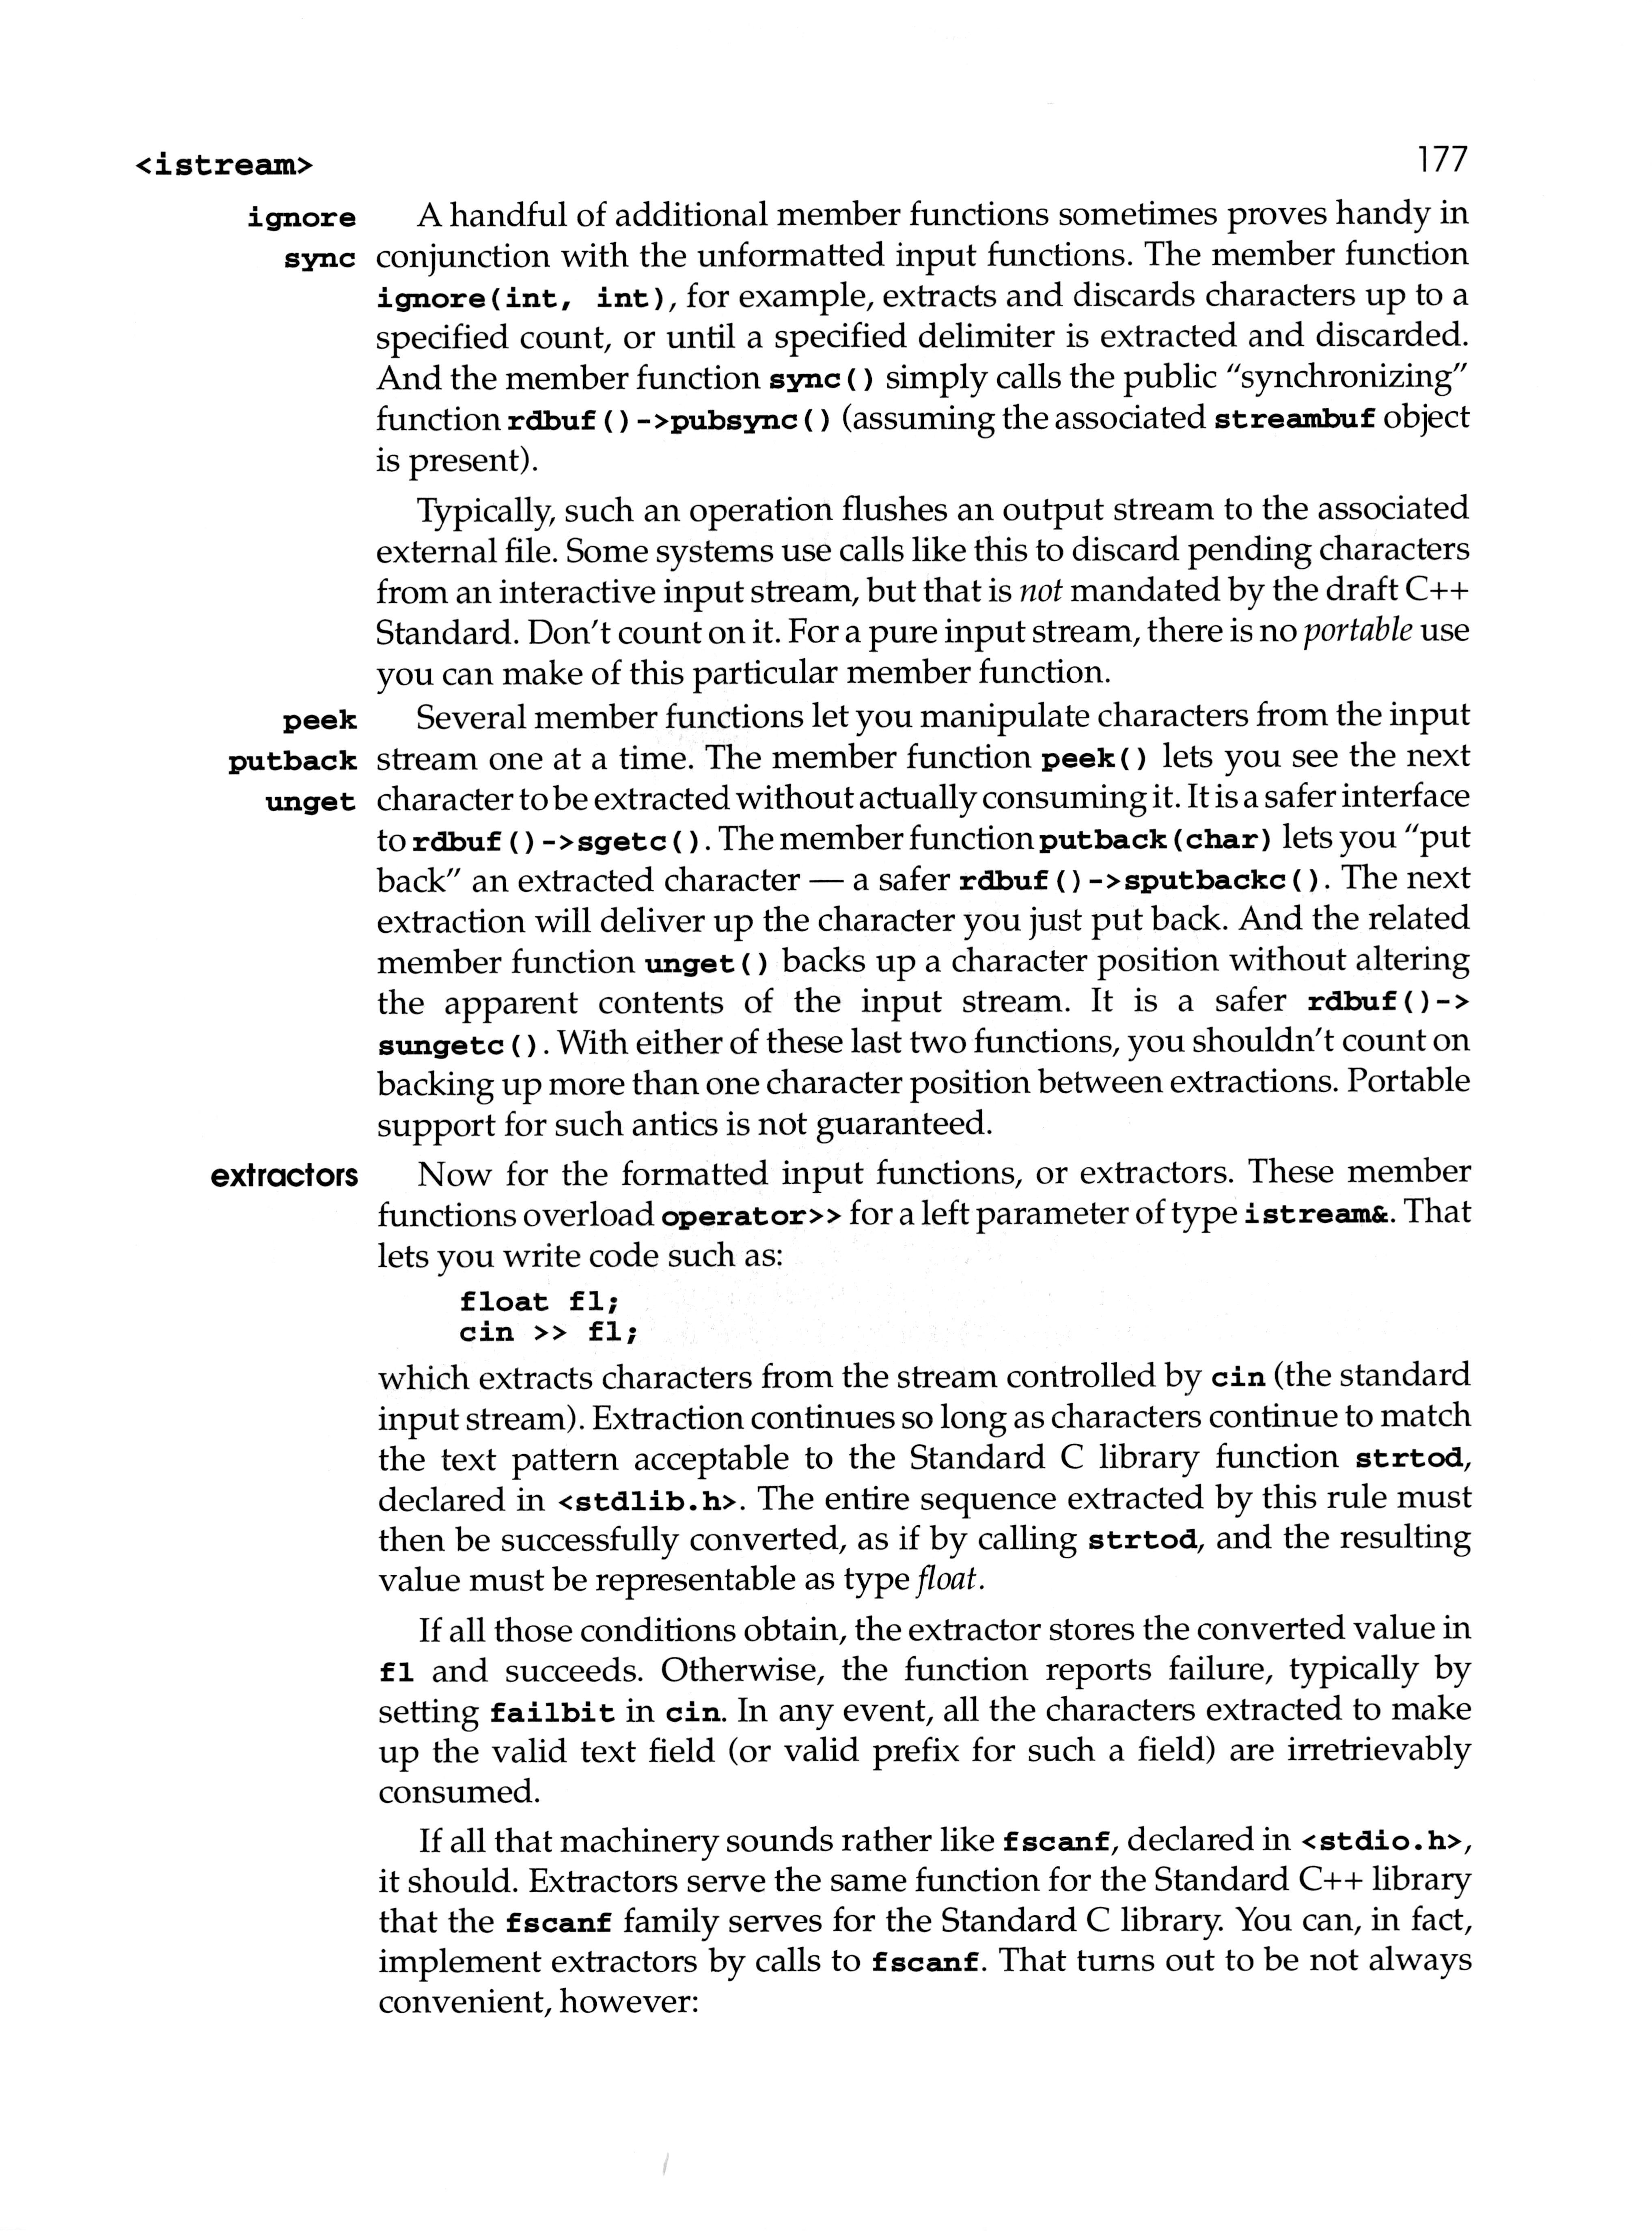 <istream> 177
ignore A handful of additional member functions sometimes proves handy in
sync conjunction with the unformatted input functions. The member function
ignore(int, int), for example, extracts and discards characters up to a
specified count, or until a specified delimiter is extracted and discarded.
And the member function sync() simply calls the public "synchronizing"
function rdbuf()->pubsync() (assuming the associated streambuf object
is present).
Typically, such an operation flushes an output stream to the associated
external file. Some systems use calls like this to discard pending characters
from an interactive input stream, but that is not mandated by the draft C++
Standard. Don't count on it. For a pure input stream, there is no portable use
you can make of this particular member function.
peek Several member functions let you manipulate characters from the input
putback stream one at a time. The member function peek() lets you see the next
unget character to be extracted without actually consuming it. It is a safer interface
to rdbuf()->sgetc(). The member function putback(char) lets you "put
back" an extracted character — a safer rdbuf()->sputbackc(). The next
extraction will deliver up the character you just put back. And the related
member function unget() backs up a character position without altering
the apparent contents of the input stream. It is a safer rdbuf()->
sungetc(). With either of these last two functions, you shouldn't count on
backing up more than one character position between extractions. Portable
support for such antics is not guaranteed.
extractors Now for the formatted input functions, or extractors. These member
functions overload operator>> for a left parameter of type istream&. That
lets you write code such as:
float fl;
cin >> fl;
which extracts characters from the stream controlled by cin (the standard
input stream). Extraction continues so long as characters continue to match
the text pattern acceptable to the Standard C library function strtod,
declared in <stdlib.h>. The entire sequence extracted by this rule must
then be successfully converted, as if by calling strtod, and the resulting
value must be representable as type float.
If all those conditions obtain, the extractor stores the converted value in
fl and succeeds. Otherwise, the function reports failure, typically by
setting failbit in cin. In any event, all the characters extracted to make
up the valid text field (or valid prefix for such a field) are irretrievably
consumed.
If all that machinery sounds rather like fscanf, declared in <stdio.h>,
it should. Extractors serve the same function for the Standard C++ library
that the fscanf family serves for the Standard C library. You can, in fact,
implement extractors by calls to fscanf. That turns out to be not always
convenient, however: